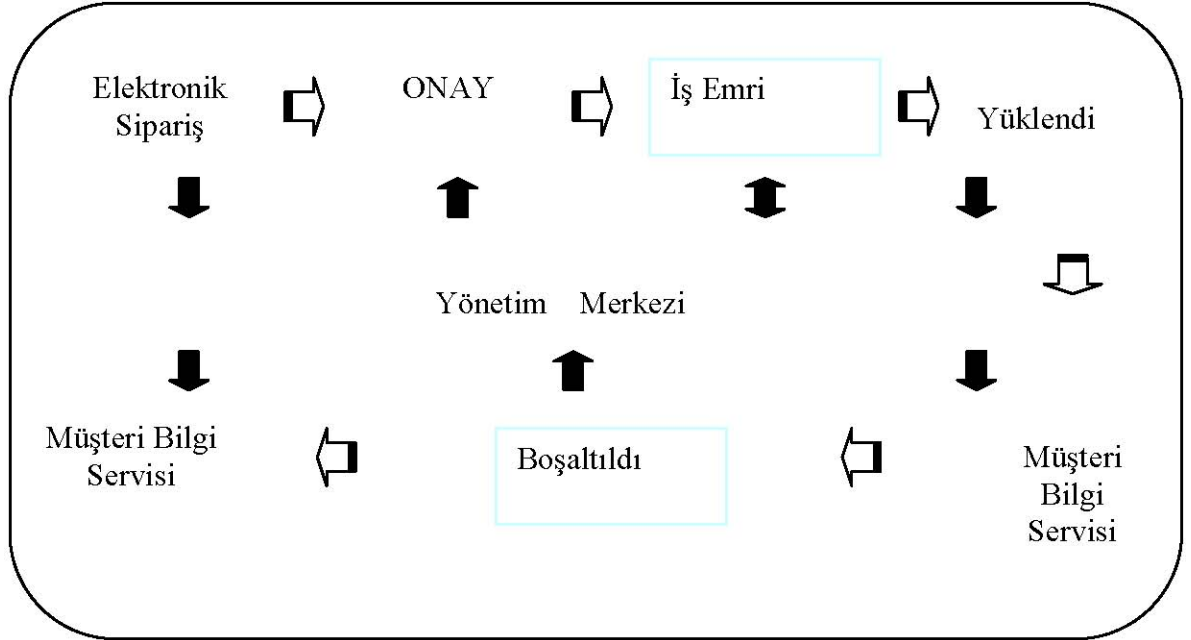 Elektronik
Sipariş
ONAY
İş Emri
Yüklendi
Yönetim Merkezi
Müşteri Bilgi
Servisi
Boşaltıldı
Müşteri
Bilgi
Servisi